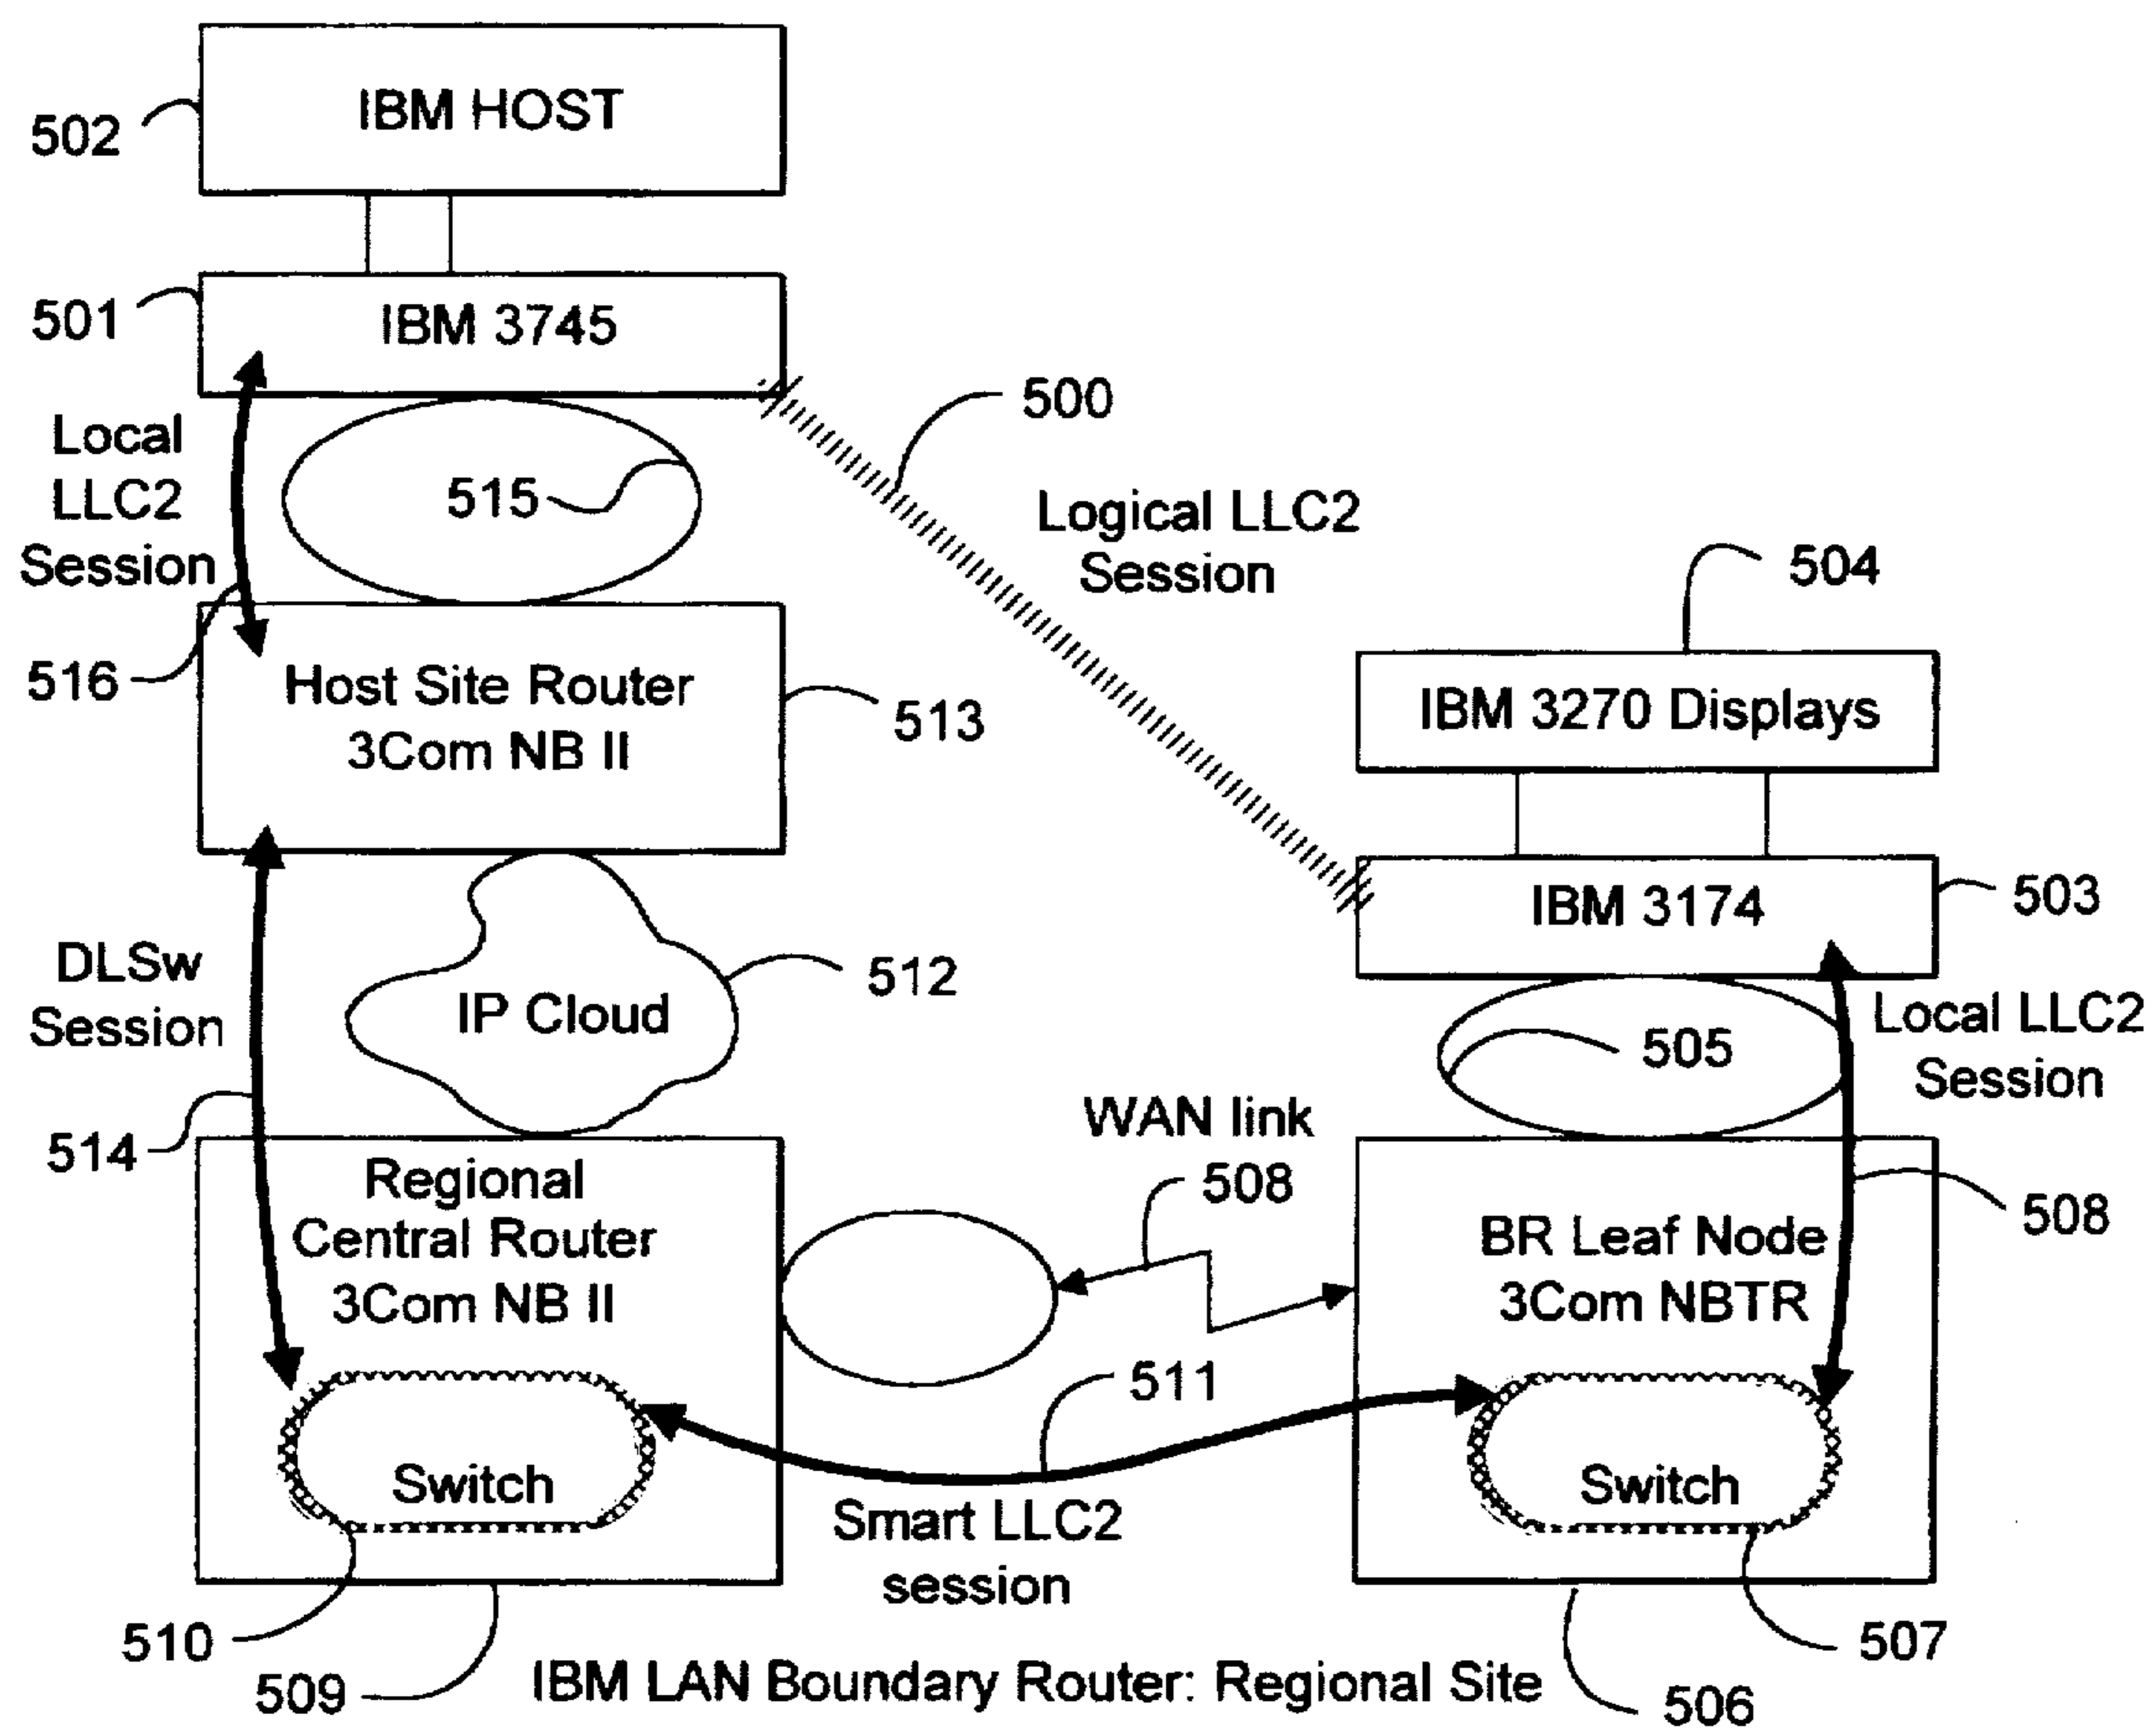 IBM HOST
502
IBM 3745
501
Local
LLC2
Session
515
500
Logical LLC2
Session
504
516
Host Site Router
3Com NB II
513
IBM 3270 Displays
IBM 3174
503
DLSw
Session
IP Cloud
512
505
Local LLC2
Session
514
WAN link
508
Regional
Central Router
3Com NB II
BR Leaf Node
3Com NBTR
508
511
Switch
Switch
Smart LLC2
session
510
509
507
506
IBM LAN Boundary Router: Regional Site